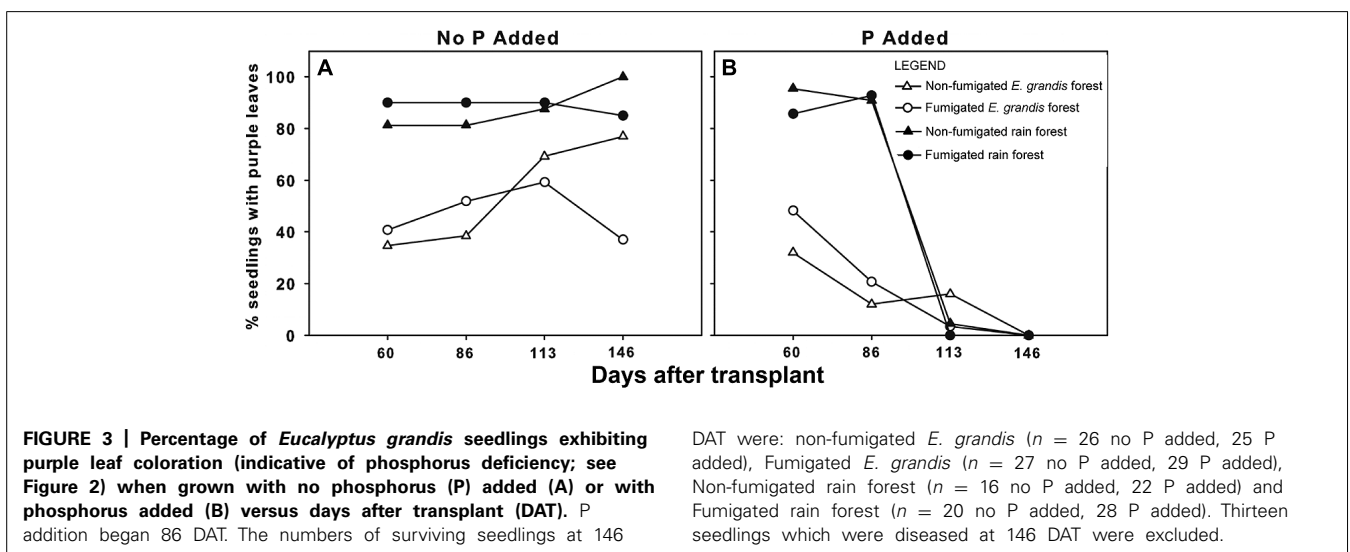 No P Added
P Added
A
B
LEGEND
Non-fumigated E. grandis forest
Fumigated E. grandis forest
Non-fumigated rain forest
Fumigated rain forest
% seedlings with purple leaves
100
80
60
40
20
0
60 86 113 146
60 86 113 146
Days after transplant
FIGURE 3 | Percentage of Eucalyptus grandis seedlings exhibiting
purple leaf coloration (indicative of phosphorus deficiency; see
Figure 2) when grown with no phosphorus (P) added (A) or with
phosphorus added (B) versus days after transplant (DAT). P
addition began 86 DAT. The numbers of surviving seedlings at 146
DAT were: non-fumigated E. grandis (n = 26 no P added, 25 P
added), Fumigated E. grandis (n = 27 no P added, 29 P added),
Non-fumigated rain forest (n = 16 no P added, 22 P added) and
Fumigated rain forest (n = 20 no P added, 28 P added). Thirteen
seedlings which were diseased at 146 DAT were excluded.